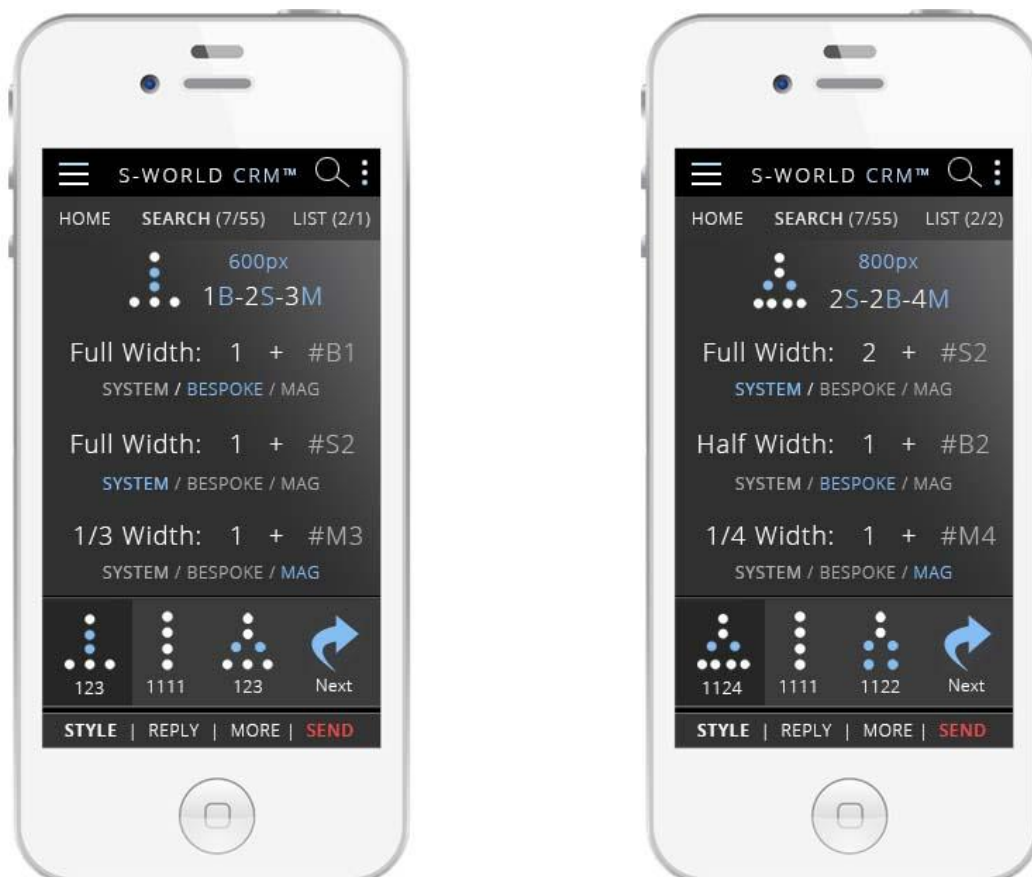 S-WORLD CRM™
HOME SEARCH (7/55) LIST (2/1)
600px
1B-2S-3M
Full Width: 1 + #B1
SYSTEM / BESPOKE / MAG
Full Width: 1 + #S2
SYSTEM / BESPOKE / MAG
1/3 Width: 1 + #M3
SYSTEM / BESPOKE / MAG
123 1111 123 Next
STYLE | REPLY | MORE | SEND
S-WORLD CRM™
HOME SEARCH (7/55) LIST (2/2)
800px
2S-2B-4M
Full Width: 2 + #S2
SYSTEM / BESPOKE / MAG
Half Width: 1 + #B2
SYSTEM / BESPOKE / MAG
1/4 Width: 1 + #M4
SYSTEM / BESPOKE / MAG
1124 1111 1122 Next
STYLE | REPLY | MORE | SEND